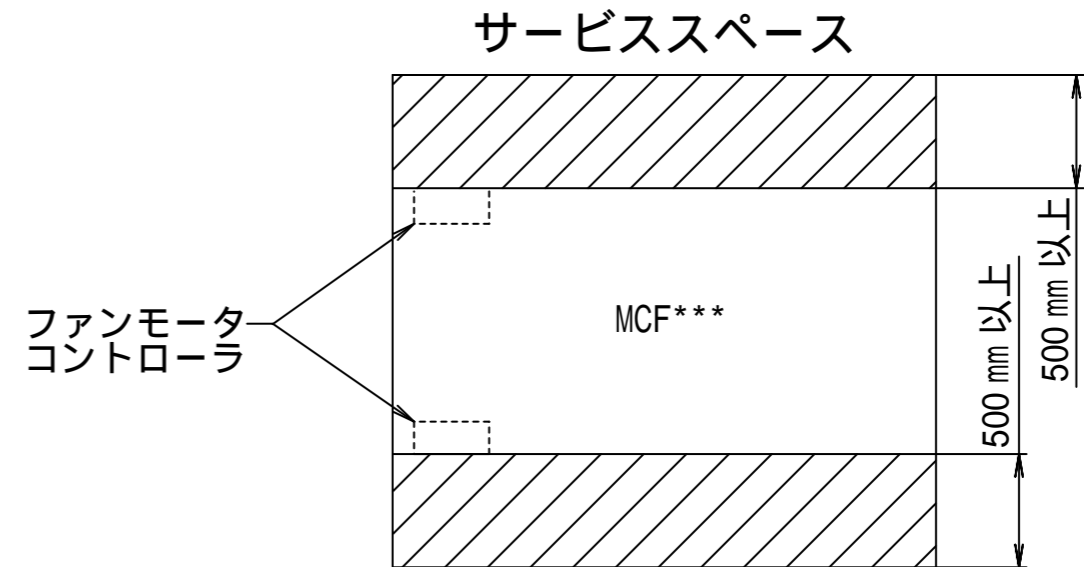 サービススペース
ファンモータ
コントローラ
MCF***
500 mm 以上
500 mm 以上